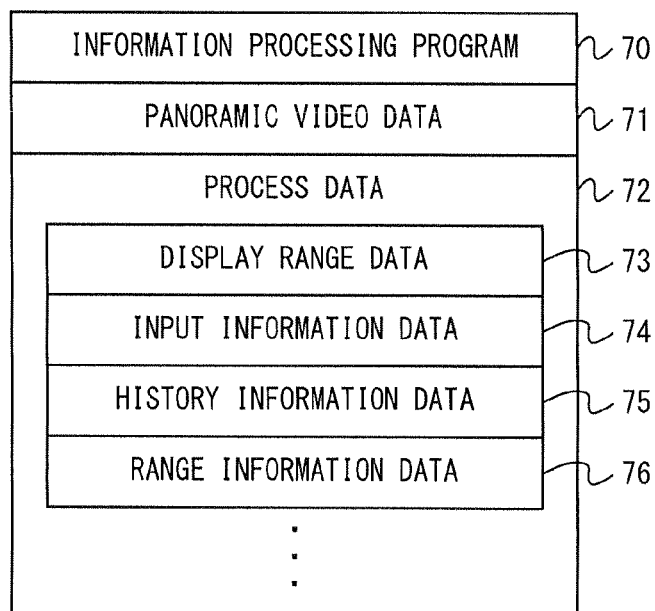 INFORMATION PROCESSING PROGRAM 70
PANORAMIC VIDEO DATA 71
PROCESS DATA 72
DISPLAY RANGE DATA 73
INPUT INFORMATION DATA 74
HISTORY INFORMATION DATA 75
RANGE INFORMATION DATA 76